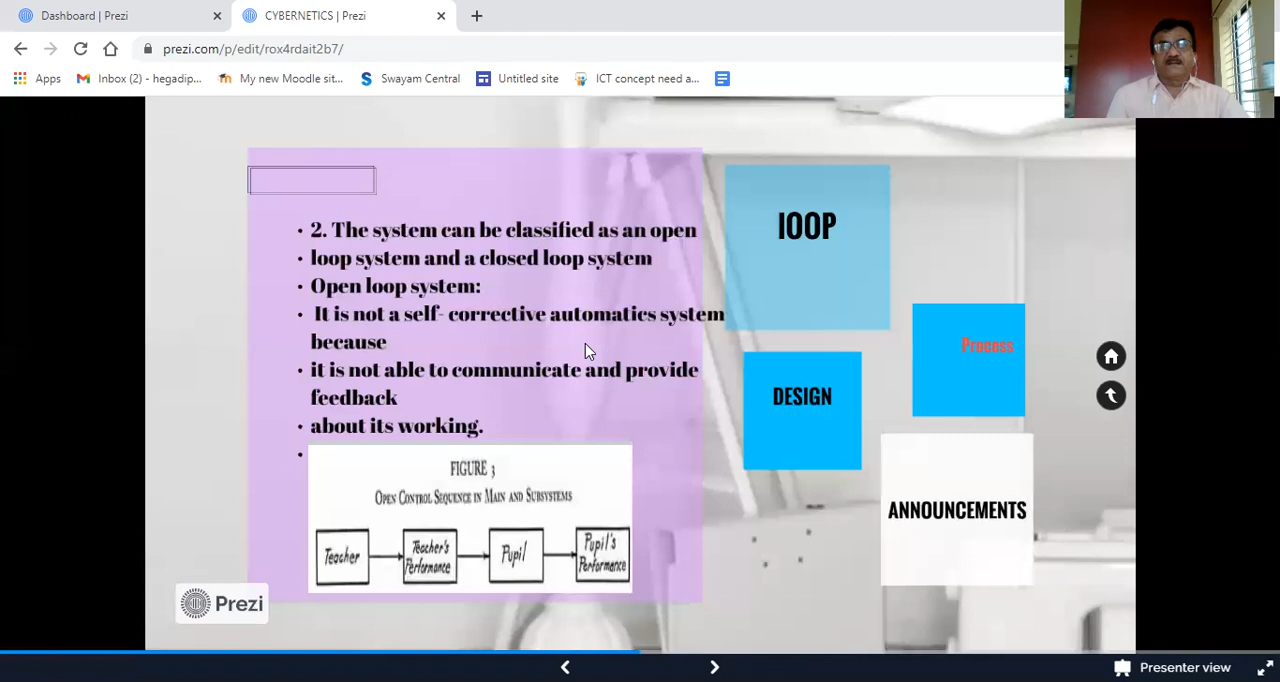 Dashboard | Prezi
CYBERNETICS | Prezi
prezi.com/p/edit/rox4rdait2b7/
Apps
Inbox (2) - hegadip...
My new Moodle sit...
Swayam Central
Untitled site
ICT concept need a...
• 2. The system can be classified as an open
• loop system and a closed loop system
• Open loop system:
• It is not a self- corrective automatics system
because
• it is not able to communicate and provide
feedback
• about its working.
•
FIGURE 3
OPEN CONTROL SEQUENCE IN MAIN AND SUBSYSTEMS
Teacher
Teacher's
Performance
Pupil
Pupil's
Performance
lOOP
DESIGN
Process
ANNOUNCEMENTS
Prezi
Presenter view